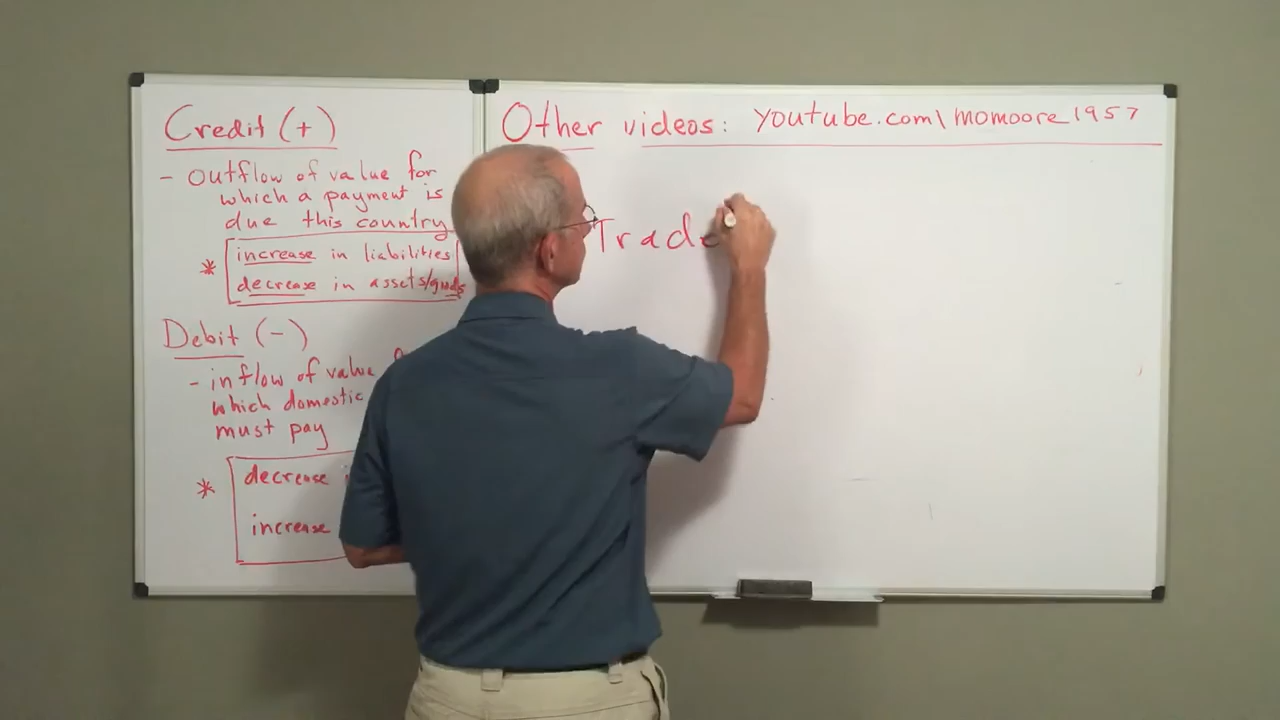 Credit (+)
- outflow of value for
which a payment is
due this country
* increase in liabilities
decrease in assets/goods
Debit (-)
- inflow of value
which domestic
must pay
* decrease
increase
Other videos: youtube.com\momoore1957
Trade